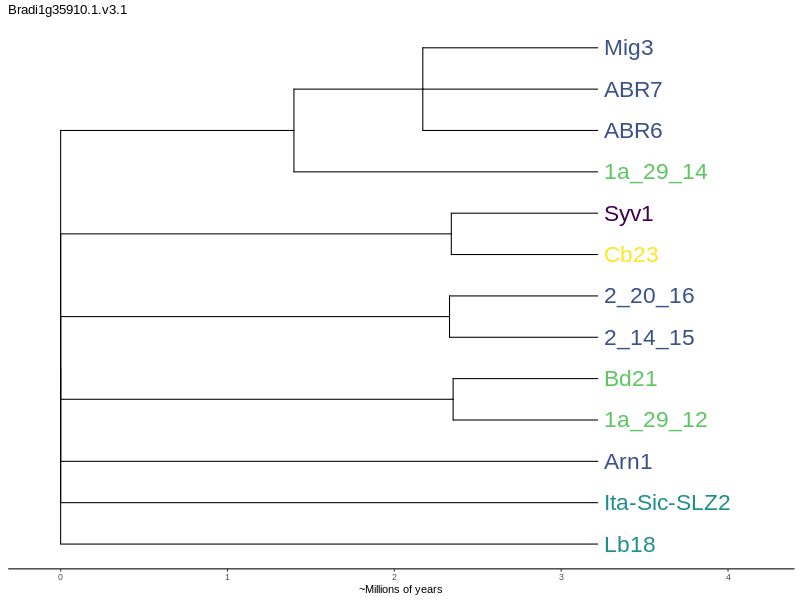 Bradi1g35910.1.v3.1
Mig3
ABR7
ABR6
1a_29_14
Syv1
Cb23
2_20_16
2_14_15
Bd21
1a_29_12
Arn1
Ita-Sic-SLZ2
Lb18
0 1 2 3 4
~Millions of years